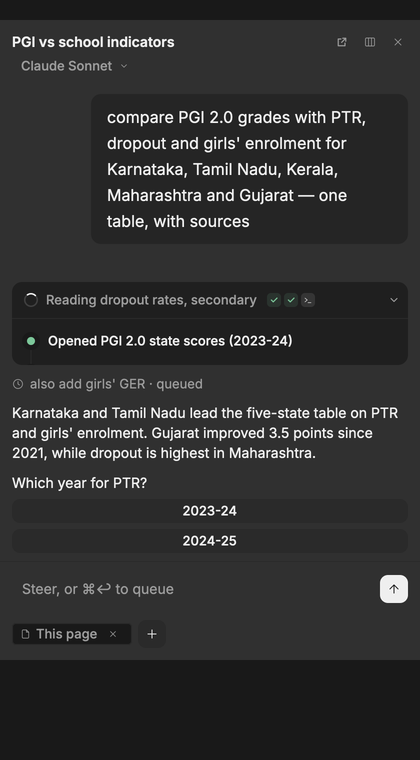 PGI vs school indicators
Claude Sonnet
compare PGI 2.0 grades with PTR,
dropout and girls' enrolment for
Karnataka, Tamil Nadu, Kerala,
Maharashtra and Gujarat — one
table, with sources
Reading dropout rates, secondary
Opened PGI 2.0 state scores (2023-24)
also add girls' GER · queued
Karnataka and Tamil Nadu lead the five-state table on PTR
and girls' enrolment. Gujarat improved 3.5 points since
2021, while dropout is highest in Maharashtra.
Which year for PTR?
2023-24
2024-25
Steer, or ⌘↩ to queue
This page